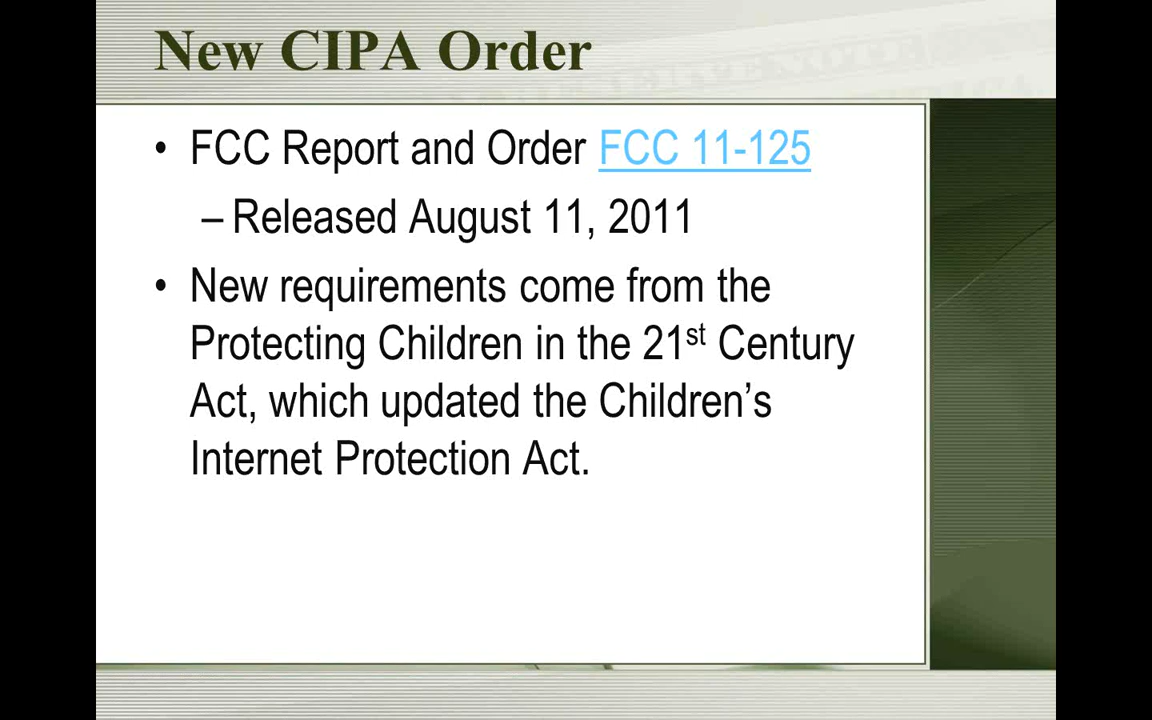 New CIPA Order
• FCC Report and Order FCC 11-125
– Released August 11, 2011
• New requirements come from the
Protecting Children in the 21st Century
Act, which updated the Children’s
Internet Protection Act.